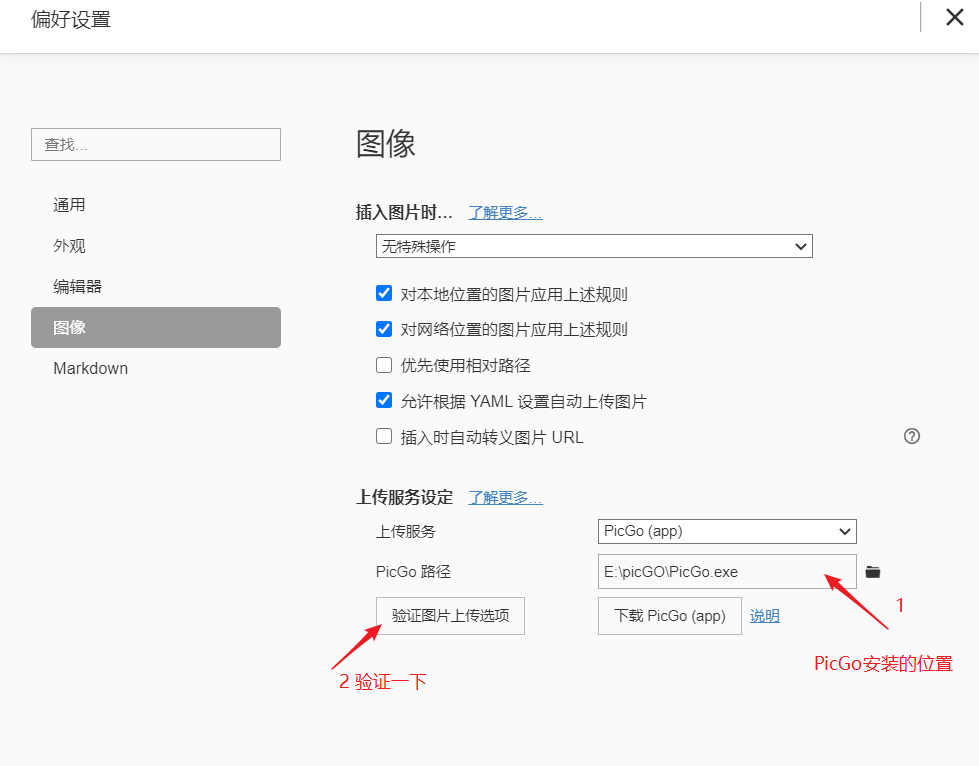 偏好设置
查找…
通用
外观
编辑器
图像
Markdown
图像
插入图片时… 了解更多…
无特殊操作
对本地位置的图片应用上述规则
对网络位置的图片应用上述规则
优先使用相对路径
允许根据 YAML 设置自动上传图片
插入时自动转义图片 URL
上传服务设定 了解更多…
上传服务 PicGo (app)
PicGo 路径 E:\picGO\PicGo.exe
1
验证图片上传选项 下载 PicGo (app) 说明
PicGo安装的位置
2 验证一下